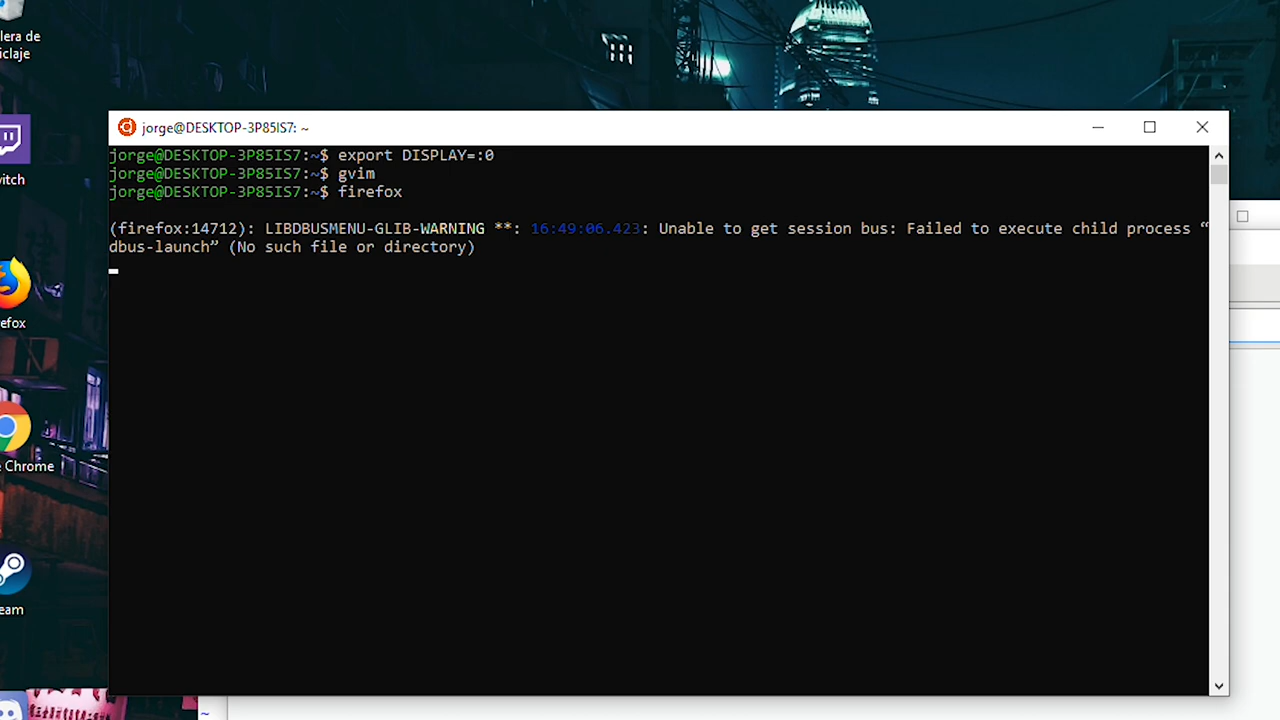 lera de
iclaje
jorge@DESKTOP-3P85IS7: ~
jorge@DESKTOP-3P85IS7:~$ export DISPLAY=:0
jorge@DESKTOP-3P85IS7:~$ gvim
jorge@DESKTOP-3P85IS7:~$ firefox
(firefox:14712): LIBDBUSMENU-GLIB-WARNING **: 16:49:06.423: Unable to get session bus: Failed to execute child process “
dbus-launch” (No such file or directory)
itch
efox
e Chrome
eam
~